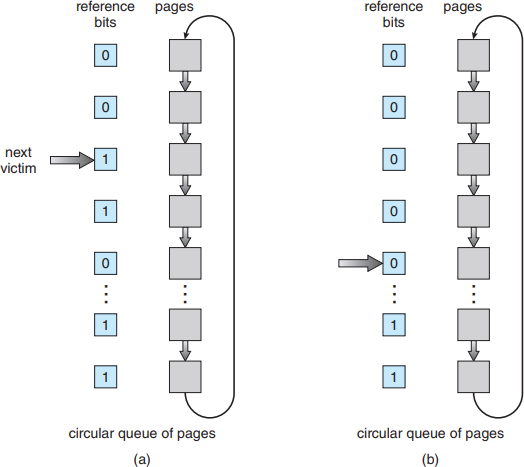 reference pages
bits
0
0
next
victim
1
1
0
1
1
circular queue of pages
(a)
reference pages
bits
0
0
0
0
0
1
1
circular queue of pages
(b)